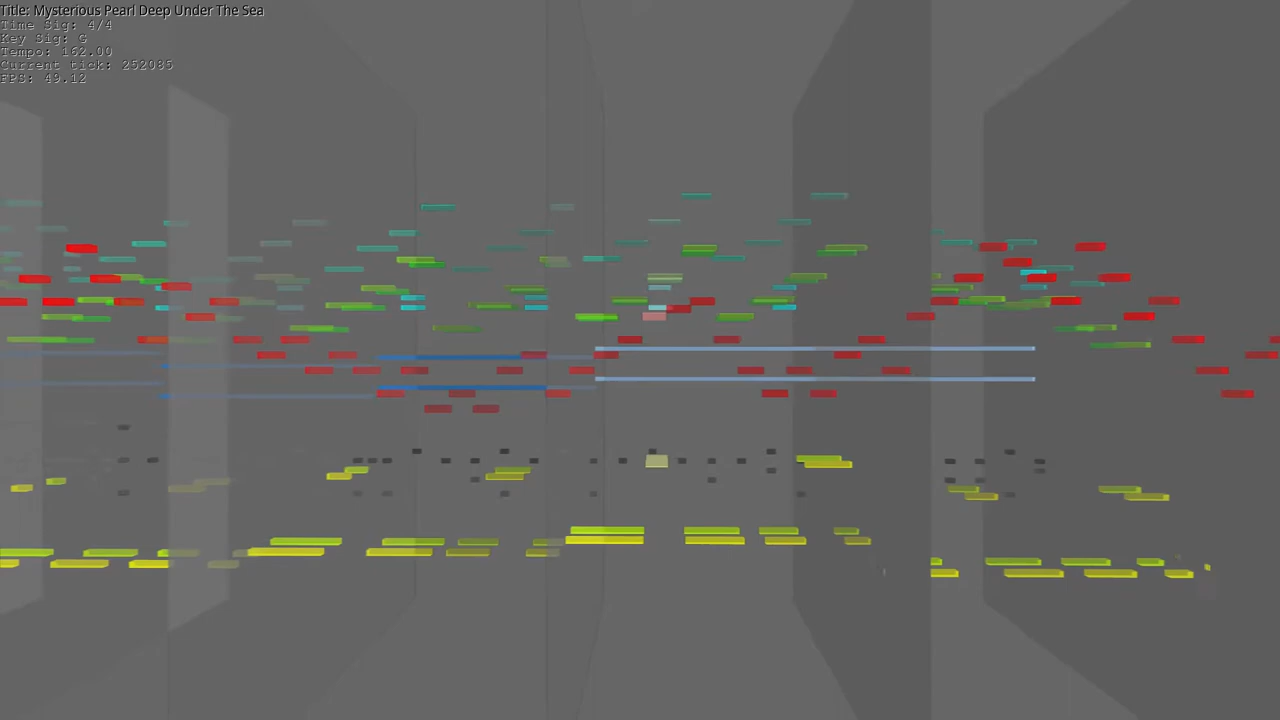 Title: Mysterious Pearl Deep Under The Sea
Time Sig: 4/4
Key Sig: G
Tempo: 162.00
Current tick: 252085
FPS: 49.12